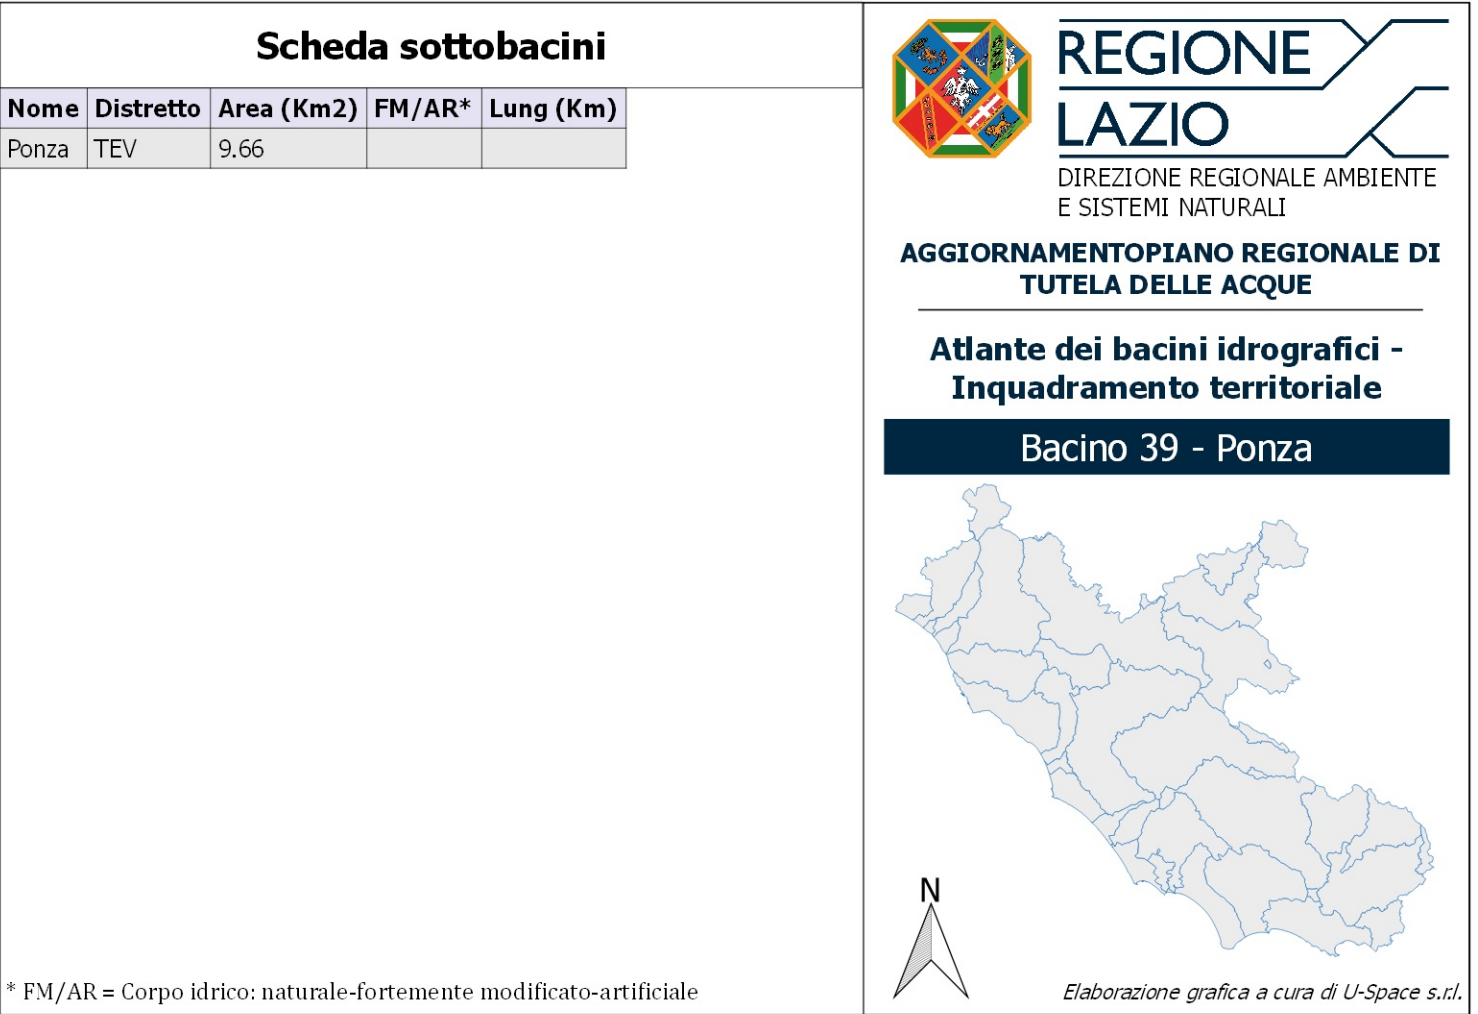 Scheda sottobacini
Nome Distretto Area (Km2) FM/AR* Lung (Km)
Ponza TEV 9.66
* FM/AR = Corpo idrico: naturale-fortemente modificato-artificiale
REGIONE
LAZIO
DIREZIONE REGIONALE AMBIENTE
E SISTEMI NATURALI
AGGIORNAMENTOPIANO REGIONALE DI
TUTELA DELLE ACQUE
Atlante dei bacini idrografici -
Inquadramento territoriale
Bacino 39 - Ponza
N
Elaborazione grafica a cura di U-Space s.r.l.